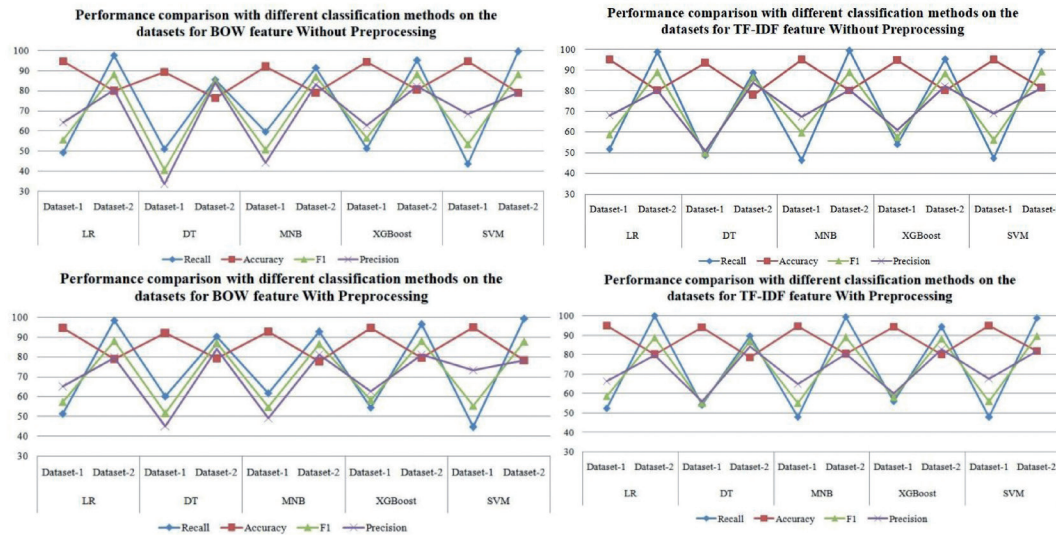 Performance comparison with different classification methods on the
datasets for BOW feature Without Preprocessing
100
90
80
70
60
50
40
30
Dataset-1 Dataset-2 Dataset-1 Dataset-2 Dataset-1 Dataset-2 Dataset-1 Dataset-2 Dataset-1 Dataset-2
LR DT MNB XGBoost SVM
Recall Accuracy F1 Precision
Performance comparison with different classification methods on the
datasets for TF-IDF feature Without Preprocessing
100
90
80
70
60
50
40
30
Dataset-1 Dataset-2 Dataset-1 Dataset-2 Dataset-1 Dataset-2 Dataset-1 Dataset-2 Dataset-1 Dataset-2
LR DT MNB XGBoost SVM
Recall Accuracy F1 Precision
Performance comparison with different classification methods on the
datasets for BOW feature With Preprocessing
100
90
80
70
60
50
40
30
Dataset-1 Dataset-2 Dataset-1 Dataset-2 Dataset-1 Dataset-2 Dataset-1 Dataset-2 Dataset-1 Dataset-2
LR DT MNB XGBoost SVM
Recall Accuracy F1 Precision
Performance comparison with different classification methods on the
datasets for TF-IDF feature With Preprocessing
100
90
80
70
60
50
40
30
Dataset-1 Dataset-2 Dataset-1 Dataset-2 Dataset-1 Dataset-2 Dataset-1 Dataset-2 Dataset-1 Dataset-2
LR DT MNB XGBoost SVM
Recall Accuracy F1 Precision